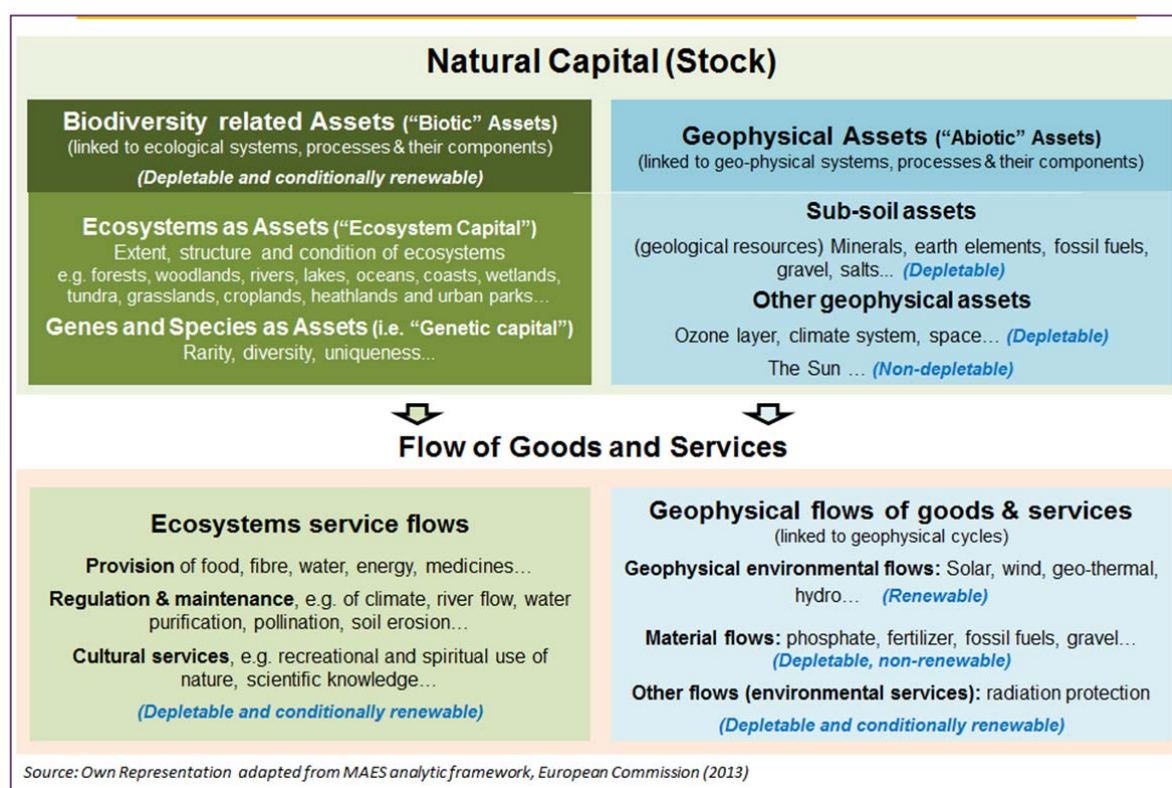 Natural Capital (Stock)
Biodiversity related Assets (“Biotic” Assets)
(linked to ecological systems, processes & their components)
(Depletable and conditionally renewable)
Ecosystems as Assets (“Ecosystem Capital”)
Extent, structure and condition of ecosystems
e.g. forests, woodlands, rivers, lakes, oceans, coasts, wetlands,
tundra, grasslands, croplands, heathlands and urban parks…
Genes and Species as Assets (i.e. “Genetic capital”)
Rarity, diversity, uniqueness...
Geophysical Assets (“Abiotic” Assets)
(linked to geo-physical systems, processes & their components)
Sub-soil assets
(geological resources) Minerals, earth elements, fossil fuels,
gravel, salts... (Depletable)
Other geophysical assets
Ozone layer, climate system, space… (Depletable)
The Sun … (Non-depletable)
Flow of Goods and Services
Ecosystems service flows
Provision of food, fibre, water, energy, medicines…
Regulation & maintenance, e.g. of climate, river flow, water
purification, pollination, soil erosion…
Cultural services, e.g. recreational and spiritual use of
nature, scientific knowledge…
(Depletable and conditionally renewable)
Geophysical flows of goods & services
(linked to geophysical cycles)
Geophysical environmental flows: Solar, wind, geo-thermal,
hydro… (Renewable)
Material flows: phosphate, fertilizer, fossil fuels, gravel…
(Depletable, non-renewable)
Other flows (environmental services): radiation protection
(Depletable and conditionally renewable)
Source: Own Representation adapted from MAES analytic framework, European Commission (2013)